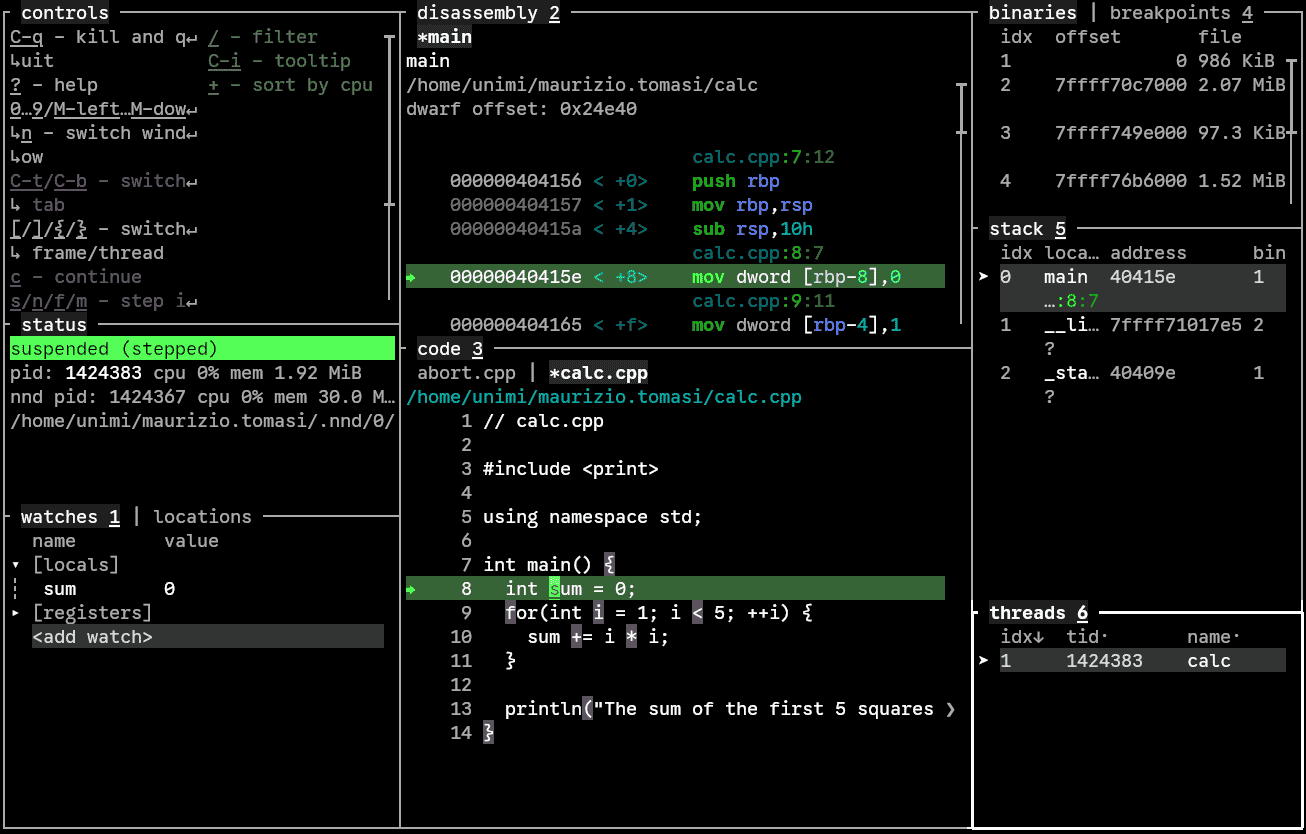 controls
C-q - kill and q↵
↳uit
? - help
0…9/M-left…M-dow↵
↳n - switch wind↵
↳ow
C-t/C-b - switch↵
↳ tab
[/]/{/} - switch↵
↳ frame/thread
c - continue
s/n/f/m - step i↵
/ - filter
C-i - tooltip
+ - sort by cpu
status
suspended (stepped)
pid: 1424383 cpu 0% mem 1.92 MiB
nnd pid: 1424367 cpu 0% mem 30.0 M…
/home/unimi/maurizio.tomasi/.nnd/0/
watches 1 | locations
name value
▾ [locals]
sum 0
▸ [registers]
<add watch>
disassembly 2
*main
main
/home/unimi/maurizio.tomasi/calc
dwarf offset: 0x24e40
calc.cpp:7:12
000000404156 < +0> push rbp
000000404157 < +1> mov rbp,rsp
00000040415a < +4> sub rsp,10h
calc.cpp:8:7
00000040415e < +8> mov dword [rbp-8],0
calc.cpp:9:11
000000404165 < +f> mov dword [rbp-4],1
code 3
abort.cpp | *calc.cpp
/home/unimi/maurizio.tomasi/calc.cpp
1 // calc.cpp
2
3 #include <print>
4
5 using namespace std;
6
7 int main() {
8 int sum = 0;
9 for(int i = 1; i < 5; ++i) {
10 sum += i * i;
11 }
12
13 println("The sum of the first 5 squares ❯
14 }
binaries | breakpoints 4
idx offset file
1 0 986 KiB
2 7ffff70c7000 2.07 MiB
3 7ffff749e000 97.3 KiB
4 7ffff76b6000 1.52 MiB
stack 5
idx loca… address bin
0 main 40415e 1
…:8:7
1 __li… 7ffff71017e5 2
?
2 _sta… 40409e 1
?
threads 6
idx↓ tid· name·
1 1424383 calc